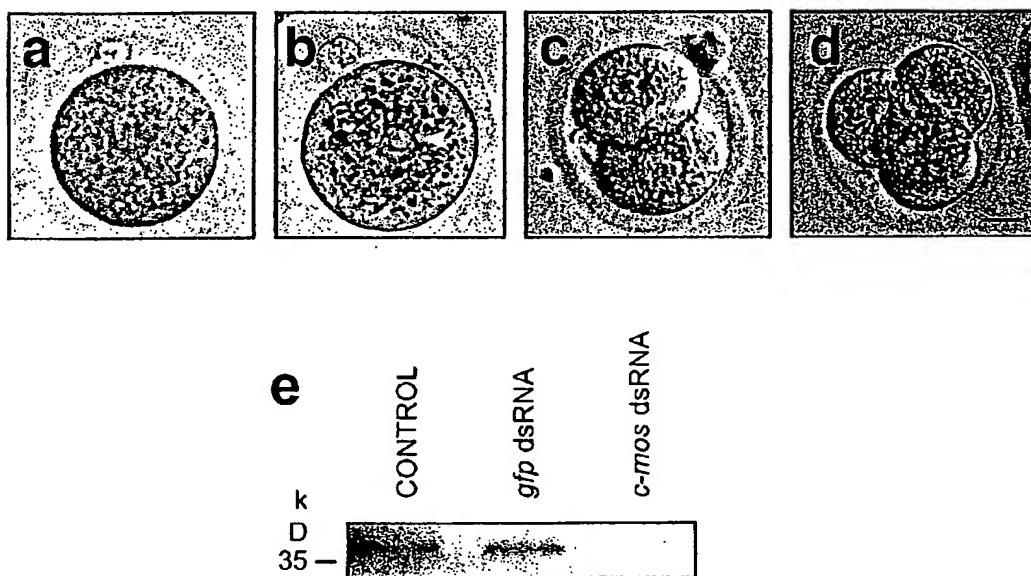 a b c d
e
CONTROL
gfp dsRNA
c-mos dsRNA
k
D
35